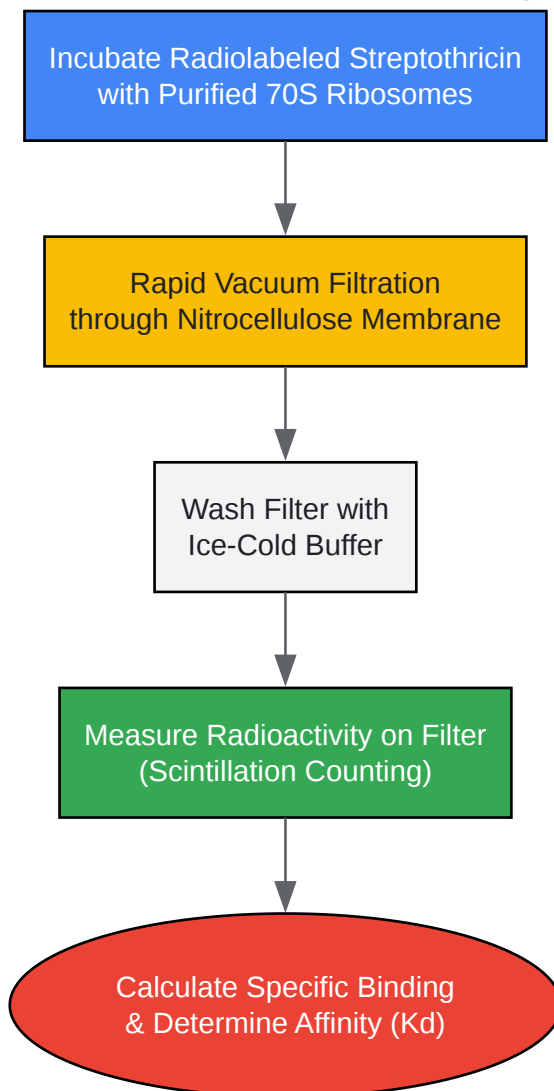 Incubate Radiolabeled Streptothricin
with Purified 70S Ribosomes
Rapid Vacuum Filtration
through Nitrocellulose Membrane
Wash Filter with
Ice-Cold Buffer
Measure Radioactivity on Filter
(Scintillation Counting)
Calculate Specific Binding
& Determine Affinity (Kd)